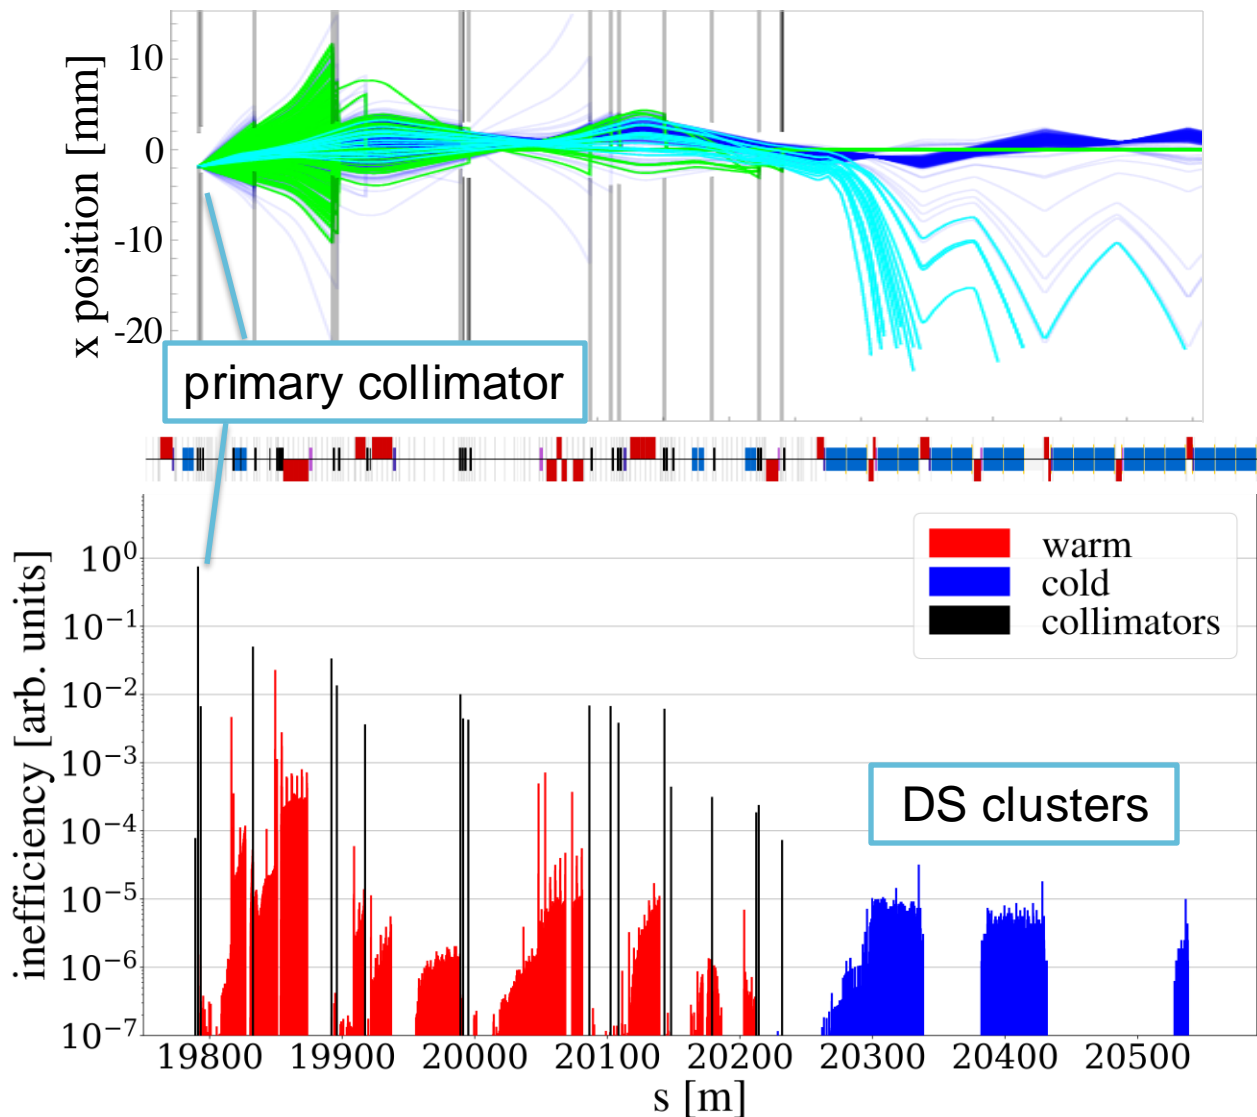 x position [mm]
10
0
-10
-20
primary collimator
inefficiency [arb. units]
10⁰
10⁻¹
10⁻²
10⁻³
10⁻⁴
10⁻⁵
10⁻⁶
10⁻⁷
warm
cold
collimators
DS clusters
19800 19900 20000 20100 20200 20300 20400 20500
s [m]